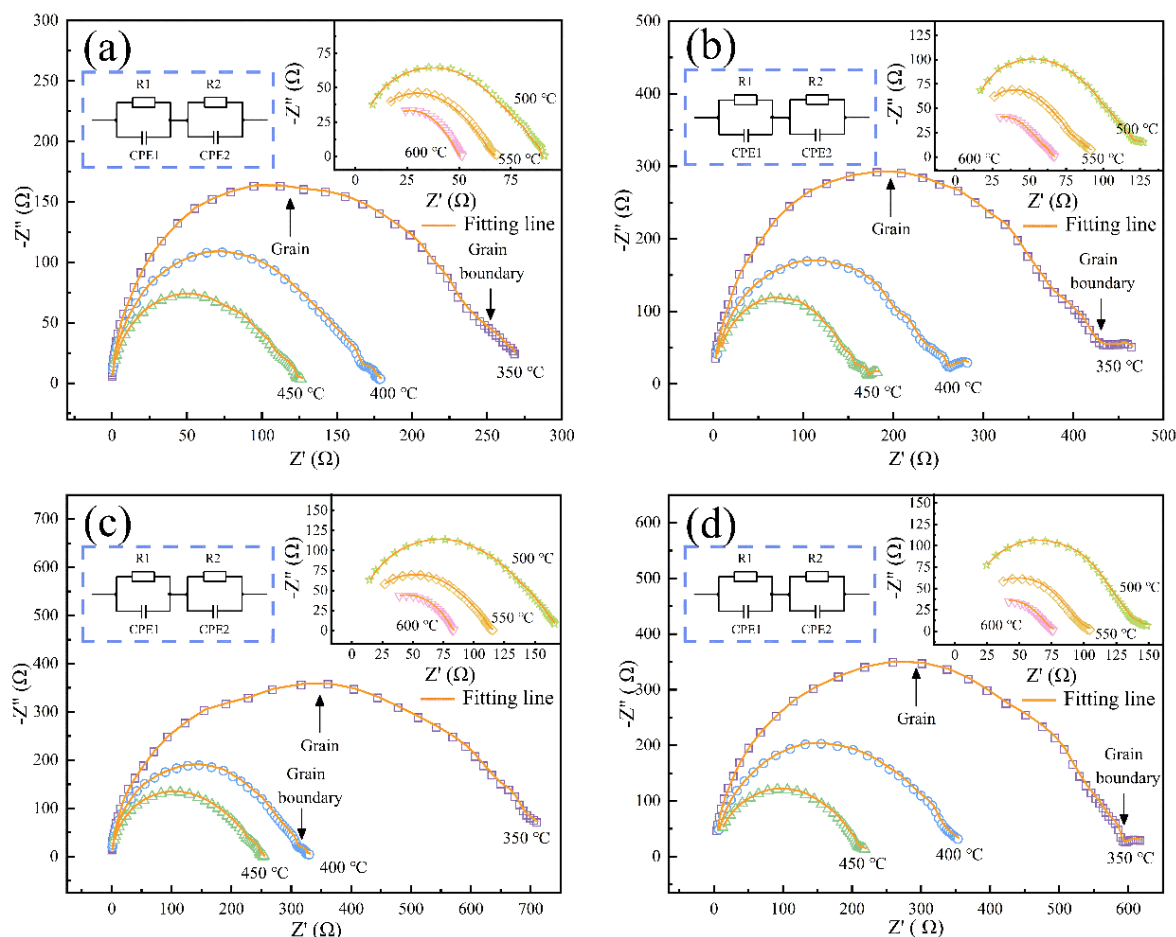 (a)
300
250
200
150
100
50
0
-Z" (Ω)
0 50 100 150 200 250 300
Z' (Ω)
R1 R2
CPE1 CPE2
100
75
50
25
0
-Z" (Ω)
0 25 50 75
Z' (Ω)
500 °C
550 °C
600 °C
Fitting line
Grain
Grain
boundary
350 °C
400 °C
450 °C
(b)
500
400
300
200
100
0
-Z" (Ω)
0 100 200 300 400 500
Z' (Ω)
R1 R2
CPE1 CPE2
125
100
75
50
25
0
-Z" (Ω)
0 25 50 75 100 125
Z' (Ω)
500 °C
550 °C
600 °C
Fitting line
Grain
Grain
boundary
350 °C
400 °C
450 °C
(c)
700
600
500
400
300
200
100
0
-Z" (Ω)
0 100 200 300 400 500 600 700
Z' (Ω)
R1 R2
CPE1 CPE2
150
125
100
75
50
25
0
-Z" (Ω)
0 25 50 75 100 125 150
Z' (Ω)
500 °C
550 °C
600 °C
Fitting line
Grain
Grain
boundary
350 °C
400 °C
450 °C
(d)
600
500
400
350
300
250
200
150
100
50
0
-Z" ( Ω)
0 100 200 300 400 500 600
Z' ( Ω)
R1 R2
CPE1 CPE2
150
125
100
75
50
25
0
-Z" (Ω)
0 25 50 75 100 125 150
Z' (Ω)
500 °C
550 °C
600 °C
Fitting line
Grain
Grain
boundary
350 °C
400 °C
450 °C